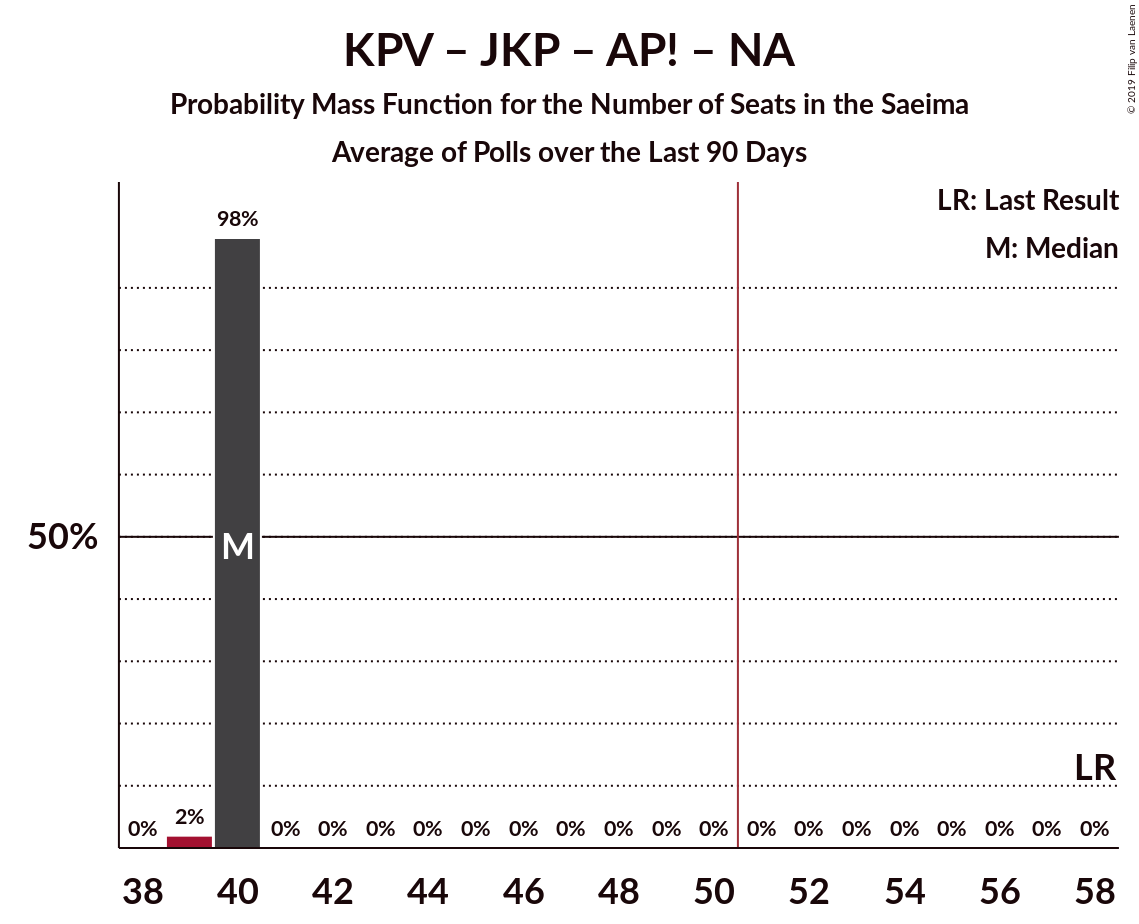 KPV – JKP – AP! – NA
Probability Mass Function for the Number of Seats in the Saeima
Average of Polls over the Last 90 Days
© 2019 Filip van Laenen
LR: Last Result
M: Median
98%
50%
M
LR
0% 2% 0% 0% 0% 0% 0% 0% 0% 0% 0% 0% 0% 0% 0% 0% 0% 0% 0% 0%
38 40 42 44 46 48 50 52 54 56 58